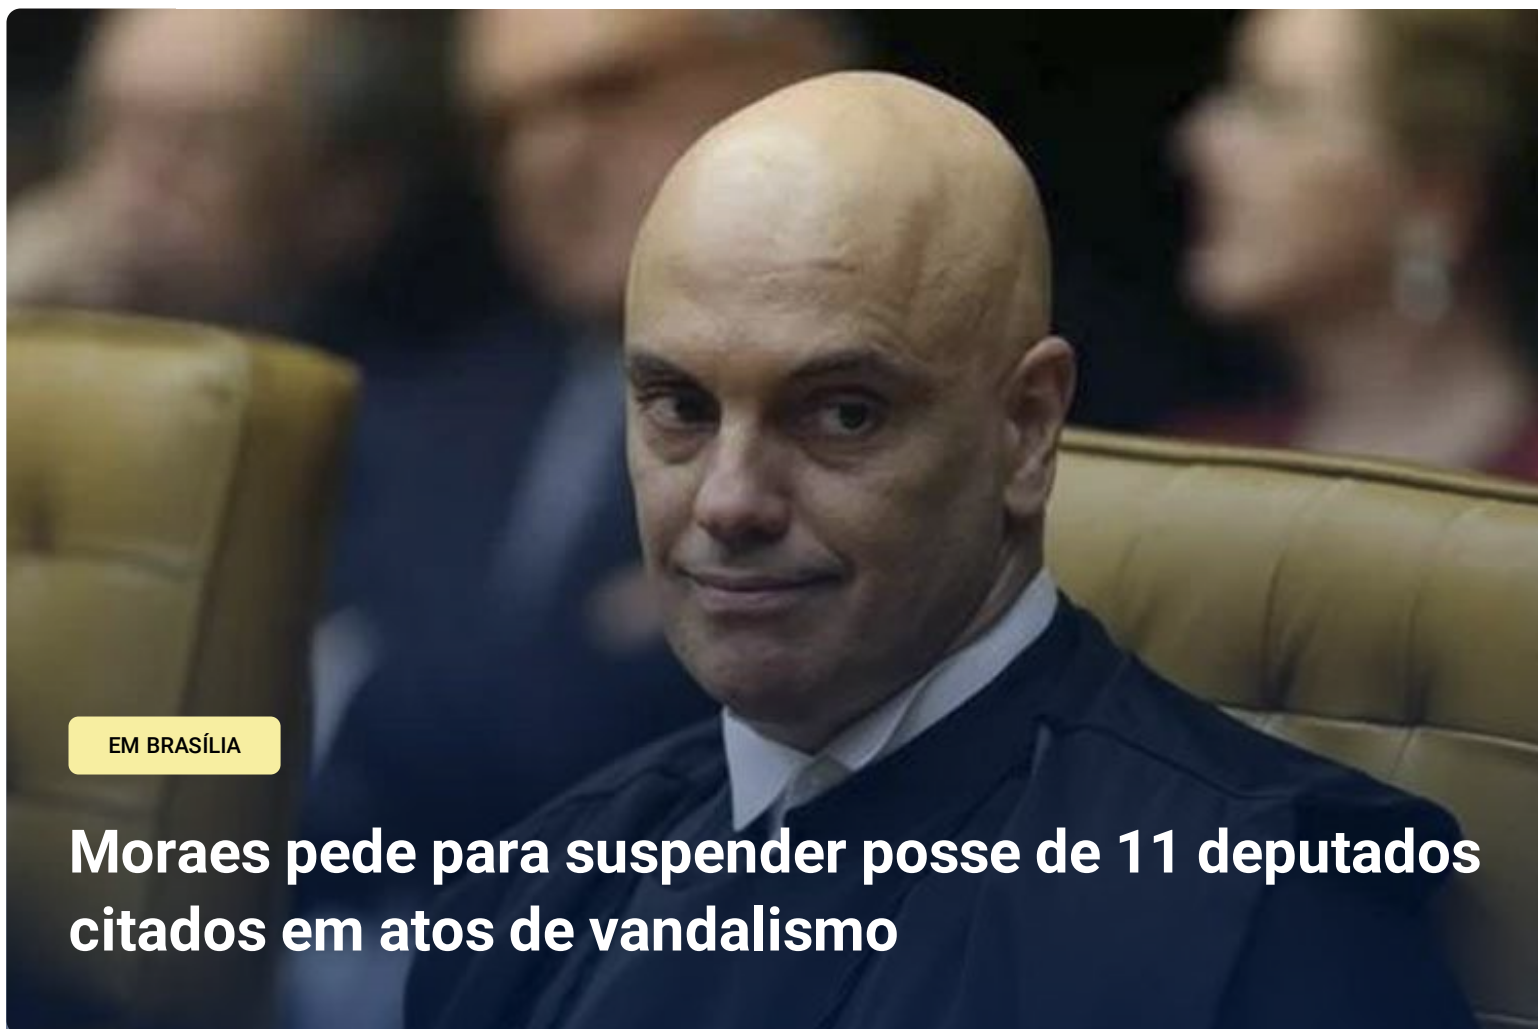 EM BRASÍLIA
Moraes pede para suspender posse de 11 deputados
citados em atos de vandalismo